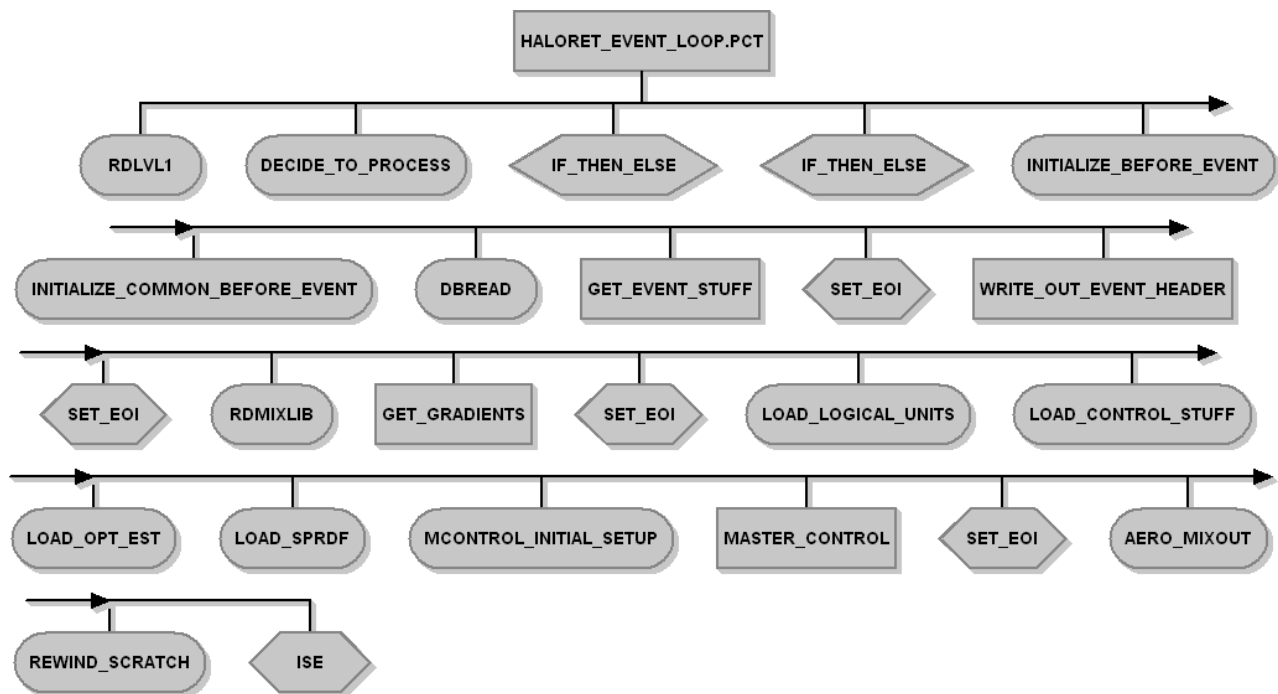 HALORET_EVENT_LOOP.PCT
RDLVL1 DECIDE_TO_PROCESS IF_THEN_ELSE IF_THEN_ELSE INITIALIZE_BEFORE_EVENT
INITIALIZE_COMMON_BEFORE_EVENT DBREAD GET_EVENT_STUFF SET_EOI WRITE_OUT_EVENT_HEADER
SET_EOI RDMIXLIB GET_GRADIENTS SET_EOI LOAD_LOGICAL_UNITS LOAD_CONTROL_STUFF
LOAD_OPT_EST LOAD_SPRDF MCONTROL_INITIAL_SETUP MASTER_CONTROL SET_EOI AERO_MIXOUT
REWIND_SCRATCH ISE